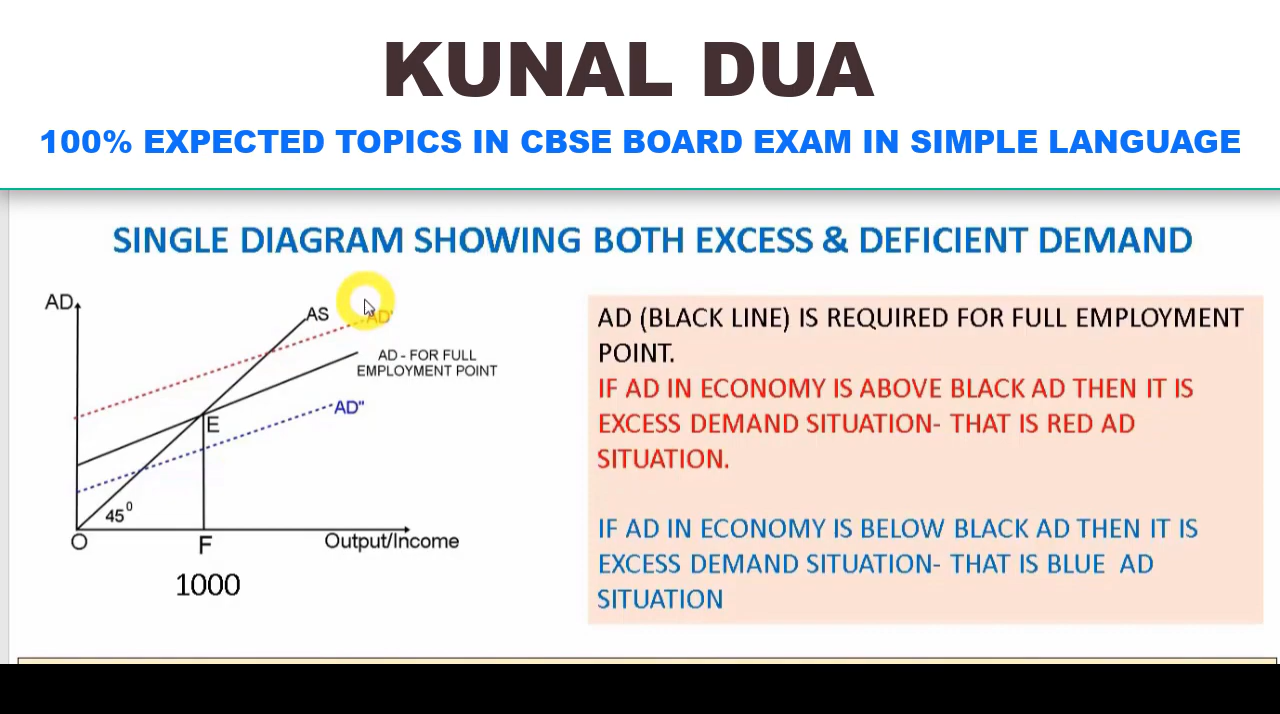 KUNAL DUA
100% EXPECTED TOPICS IN CBSE BOARD EXAM IN SIMPLE LANGUAGE
SINGLE DIAGRAM SHOWING BOTH EXCESS & DEFICIENT DEMAND
AD
AS
AD'
AD - FOR FULL
EMPLOYMENT POINT
AD"
E
45⁰
O
F
Output/Income
1000
AD (BLACK LINE) IS REQUIRED FOR FULL EMPLOYMENT
POINT.
IF AD IN ECONOMY IS ABOVE BLACK AD THEN IT IS
EXCESS DEMAND SITUATION- THAT IS RED AD
SITUATION.
IF AD IN ECONOMY IS BELOW BLACK AD THEN IT IS
EXCESS DEMAND SITUATION- THAT IS BLUE AD
SITUATION